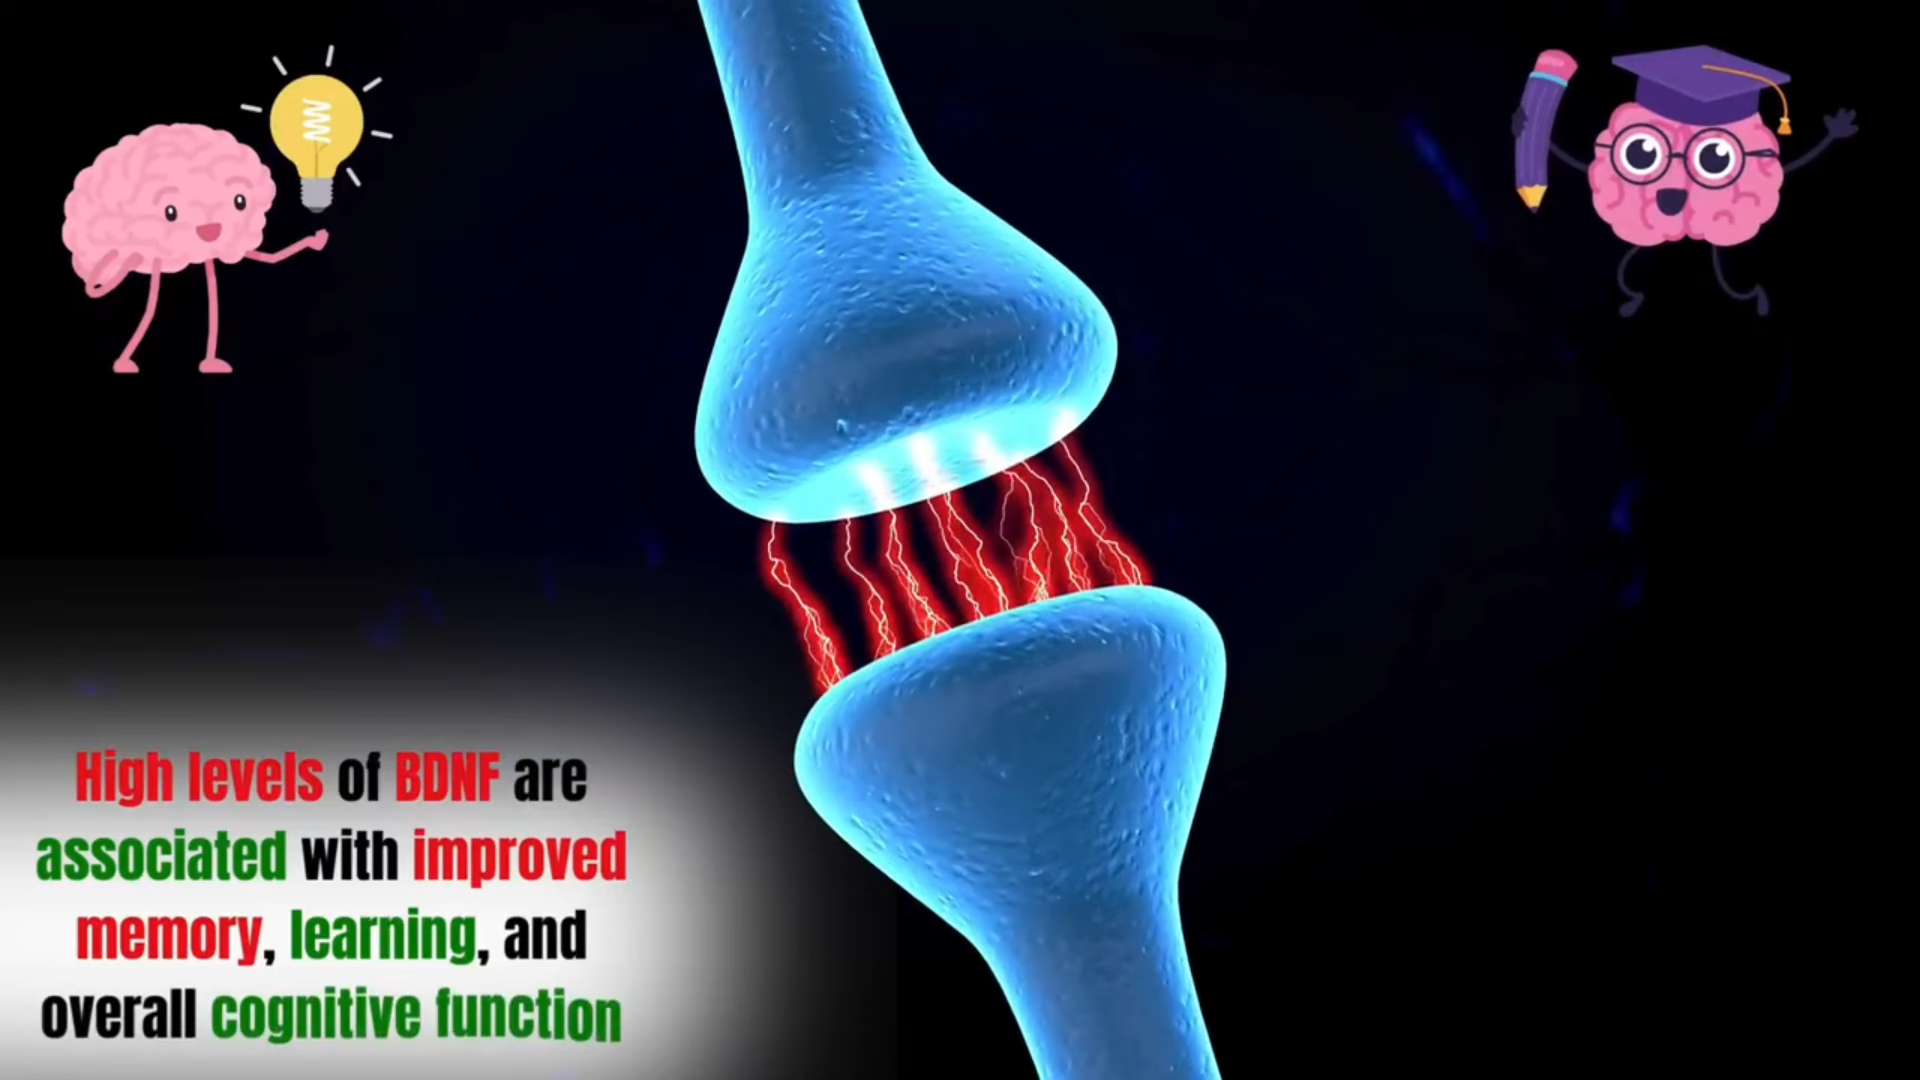 High levels of BDNF are
associated with improved
memory, learning, and
overall cognitive function